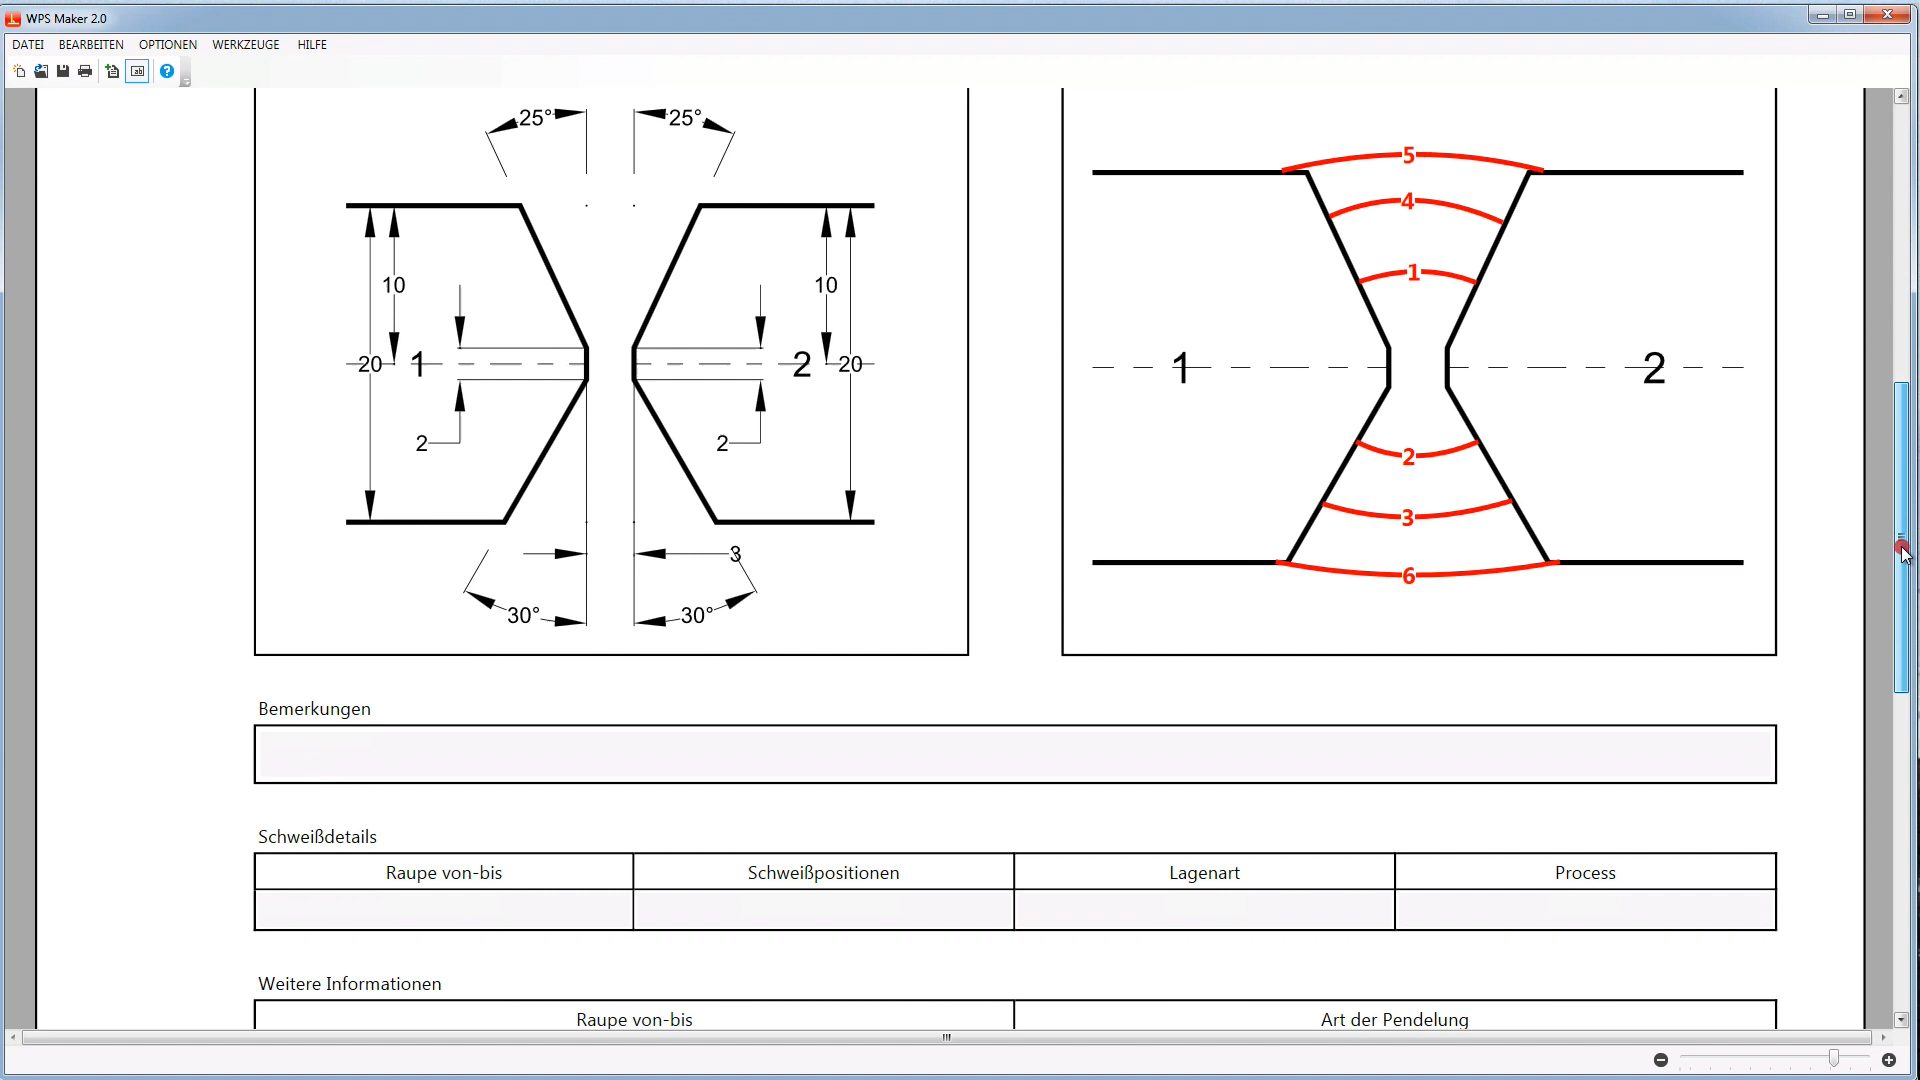 WPS Maker 2.0
DATEI BEARBEITEN OPTIONEN WERKZEUGE HILFE
ab
25° 25°
10 10
20 1 2 20
2 2
3
30° 30°
5
4
1
1 2
2
3
6
Bemerkungen
Schweißdetails
Raupe von-bis Schweißpositionen Lagenart Process
Weitere Informationen
Raupe von-bis Art der Pendelung